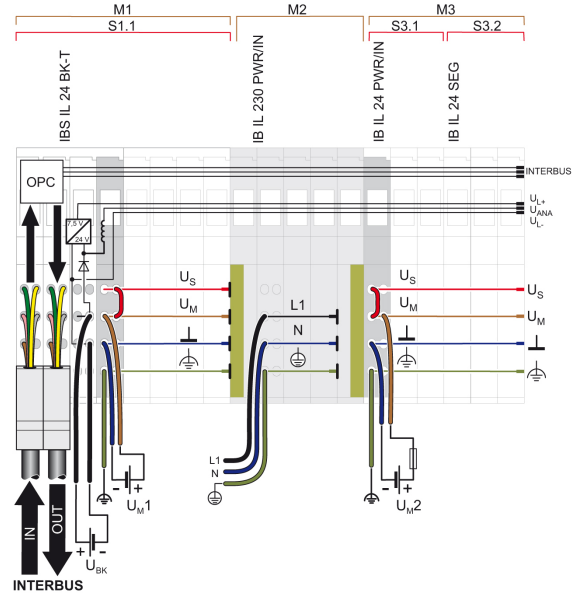 M1 M2 M3
S1.1 S3.1 S3.2
IBS IL 24 BK-T
IB IL 230 PWR/IN
IB IL 24 PWR/IN
IB IL 24 SEG
OPC
INTERBUS
7,5 V
24 V
UL+
UANA
UL-
US US US
UM L1 UM UM
N
L1
N
- + - +
UM1 UM2
IN OUT
+ -
UBK
INTERBUS